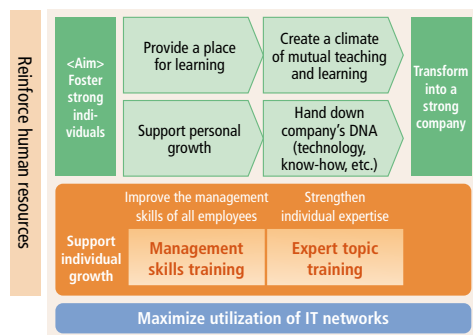 Reinforce human resources
<Aim>
Foster
strong
indi-
viduals
Provide a place
for learning
Create a climate
of mutual teaching
and learning
Support personal
growth
Hand down
company's DNA
(technology,
know-how, etc.)
Transform
into a
strong
company
Support
individual
growth
Improve the management
skills of all employees
Management
skills training
Strengthen
individual expertise
Expert topic
training
Maximize utilization of IT networks